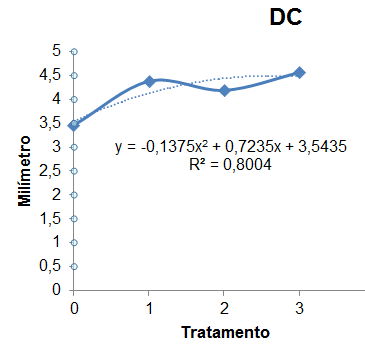 DC
5
4,5
4
3,5
3
2,5
2
1,5
1
0,5
0
Milímetro
y = -0,1375x² + 0,7235x + 3,5435
R² = 0,8004
0 1 2 3
Tratamento